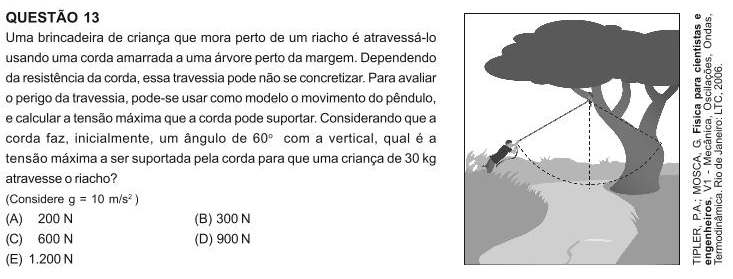 QUESTÃO 13
Uma brincadeira de criança que mora perto de um riacho é atravessá-lo
usando uma corda amarrada a uma árvore perto da margem. Dependendo
da resistência da corda, essa travessia pode não se concretizar. Para avaliar
o perigo da travessia, pode-se usar como modelo o movimento do pêndulo,
e calcular a tensão máxima que a corda pode suportar. Considerando que a
corda faz, inicialmente, um ângulo de 60º com a vertical, qual é a
tensão máxima a ser suportada pela corda para que uma criança de 30 kg
atravesse o riacho?
(Considere g = 10 m/s² )
(A) 200 N (B) 300 N
(C) 600 N (D) 900 N
(E) 1.200 N
TIPLER, P.A.; MOSCA, G. Física para cientistas e
engenheiros, V1 - Mecânica, Oscilações, Ondas,
Termodinâmica. Rio de Janeiro: LTC, 2006.